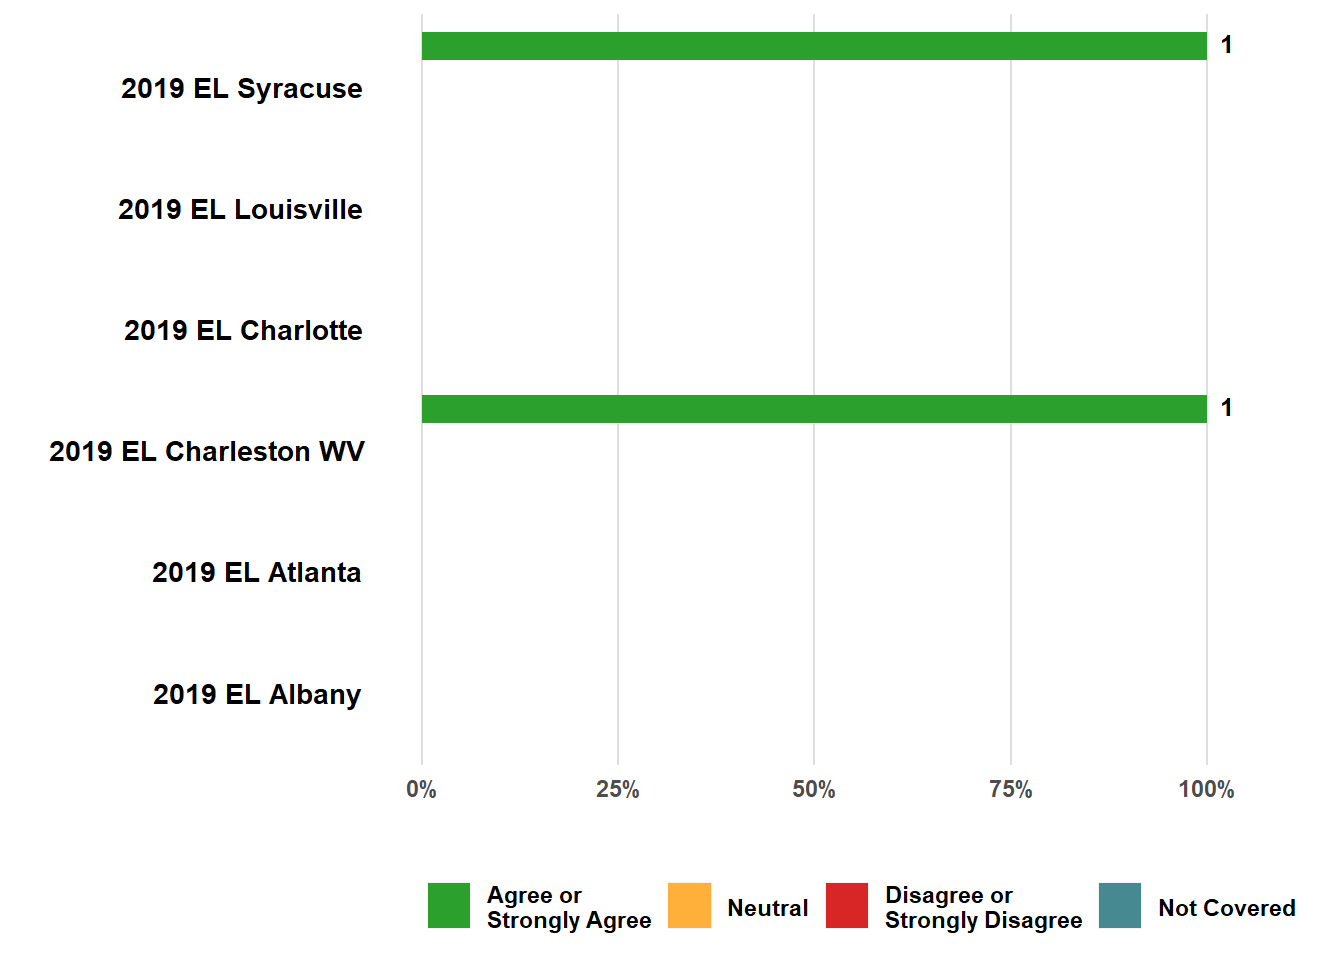 1
2019 EL Syracuse
2019 EL Louisville
2019 EL Charlotte
1
2019 EL Charleston WV
2019 EL Atlanta
2019 EL Albany
0%
25%
50%
75%
100%
Agree or
Strongly Agree
Neutral
Disagree or
Strongly Disagree
Not Covered